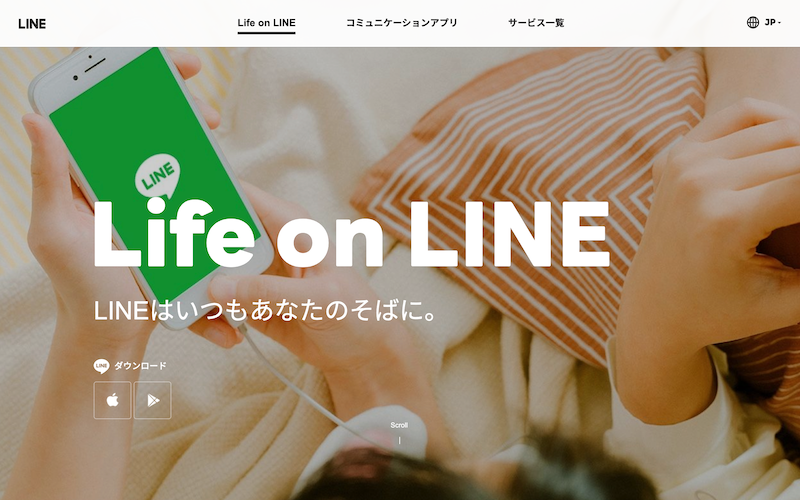 LINE
Life on LINE
コミュニケーションアプリ
サービス一覧
JP
LINE
Life on LINE
LINEはいつもあなたのそばに。
LINE ダウンロード
Scroll